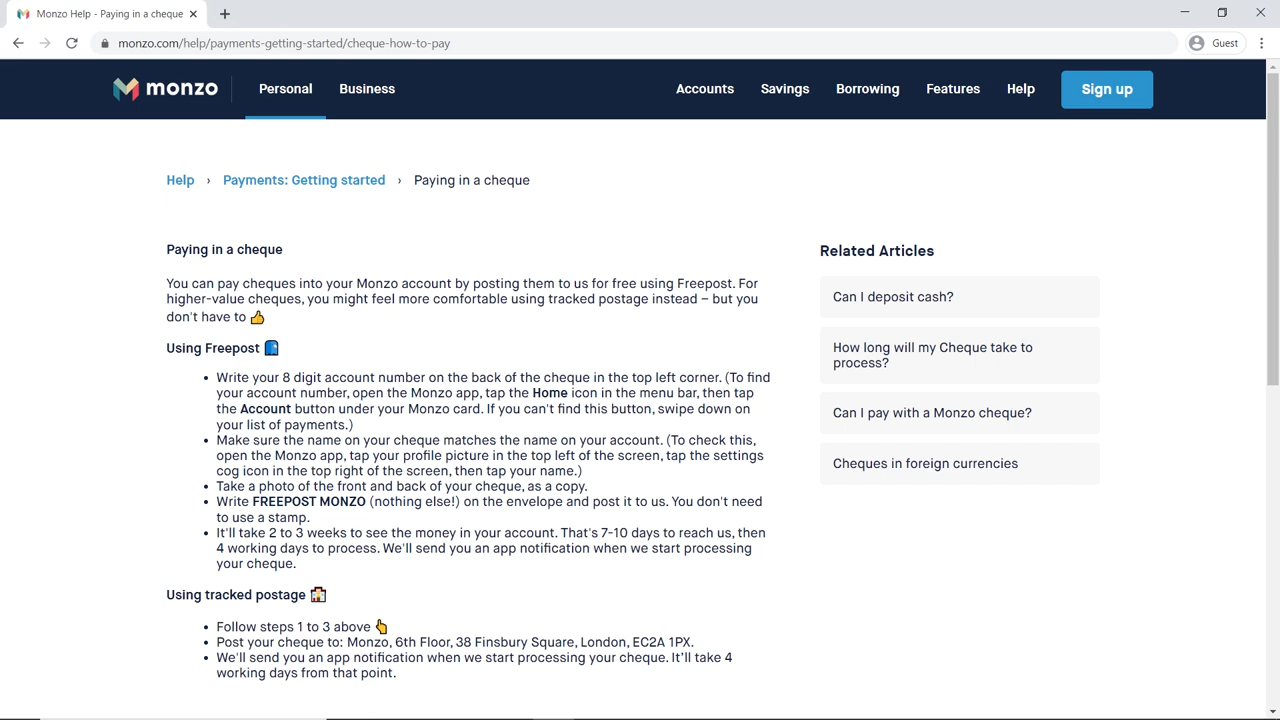 Monzo Help - Paying in a cheque
monzo.com/help/payments-getting-started/cheque-how-to-pay
Guest
monzo
Personal
Business
Accounts
Savings
Borrowing
Features
Help
Sign up
Help › Payments: Getting started › Paying in a cheque
Paying in a cheque
You can pay cheques into your Monzo account by posting them to us for free using Freepost. For
higher-value cheques, you might feel more comfortable using tracked postage instead – but you
don't have to 👍
Using Freepost 📘
• Write your 8 digit account number on the back of the cheque in the top left corner. (To find
your account number, open the Monzo app, tap the Home icon in the menu bar, then tap
the Account button under your Monzo card. If you can't find this button, swipe down on
your list of payments.)
• Make sure the name on your cheque matches the name on your account. (To check this,
open the Monzo app, tap your profile picture in the top left of the screen, tap the settings
cog icon in the top right of the screen, then tap your name.)
• Take a photo of the front and back of your cheque, as a copy.
• Write FREEPOST MONZO (nothing else!) on the envelope and post it to us. You don't need
to use a stamp.
• It'll take 2 to 3 weeks to see the money in your account. That's 7-10 days to reach us, then
4 working days to process. We'll send you an app notification when we start processing
your cheque.
Using tracked postage 🏤
• Follow steps 1 to 3 above 👆
• Post your cheque to: Monzo, 6th Floor, 38 Finsbury Square, London, EC2A 1PX.
• We'll send you an app notification when we start processing your cheque. It'll take 4
working days from that point.
Related Articles
Can I deposit cash?
How long will my Cheque take to
process?
Can I pay with a Monzo cheque?
Cheques in foreign currencies